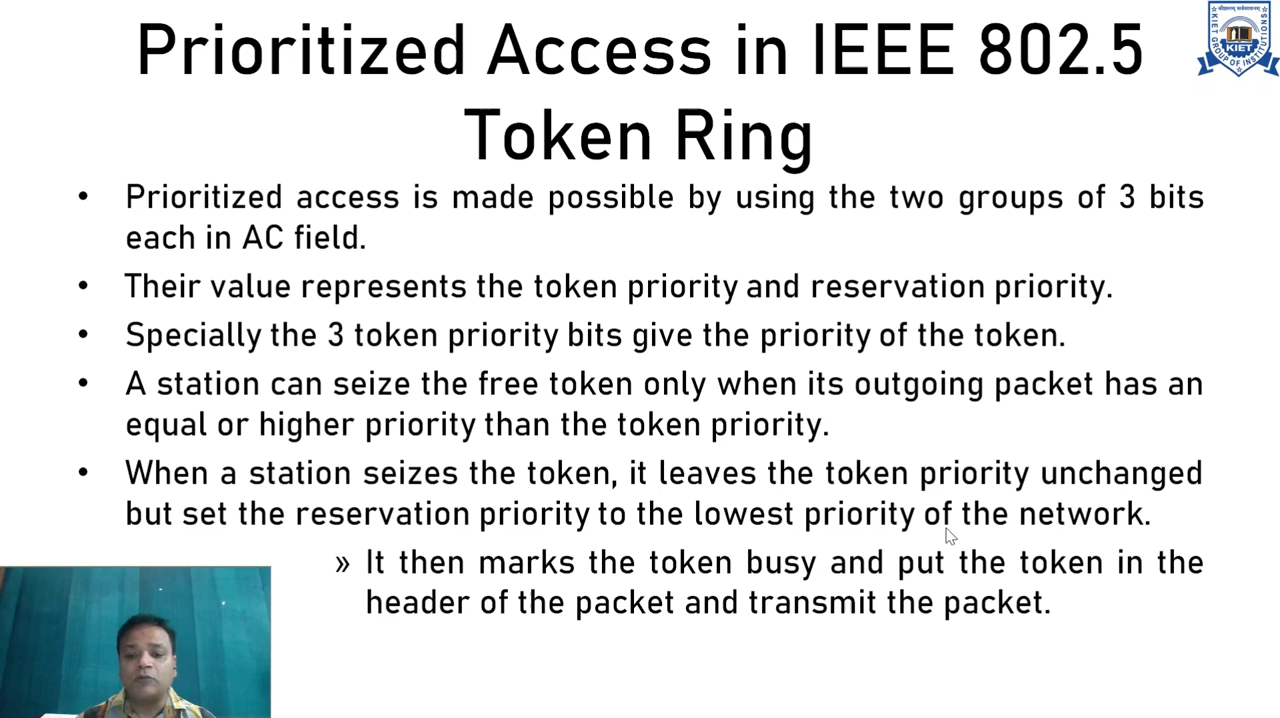 Prioritized Access in IEEE 802.5
Token Ring
KIET
KIET GROUP OF INSTITUTIONS
• Prioritized access is made possible by using the two groups of 3 bits
each in AC field.
• Their value represents the token priority and reservation priority.
• Specially the 3 token priority bits give the priority of the token.
• A station can seize the free token only when its outgoing packet has an
equal or higher priority than the token priority.
• When a station seizes the token, it leaves the token priority unchanged
but set the reservation priority to the lowest priority of the network.
» It then marks the token busy and put the token in the
header of the packet and transmit the packet.